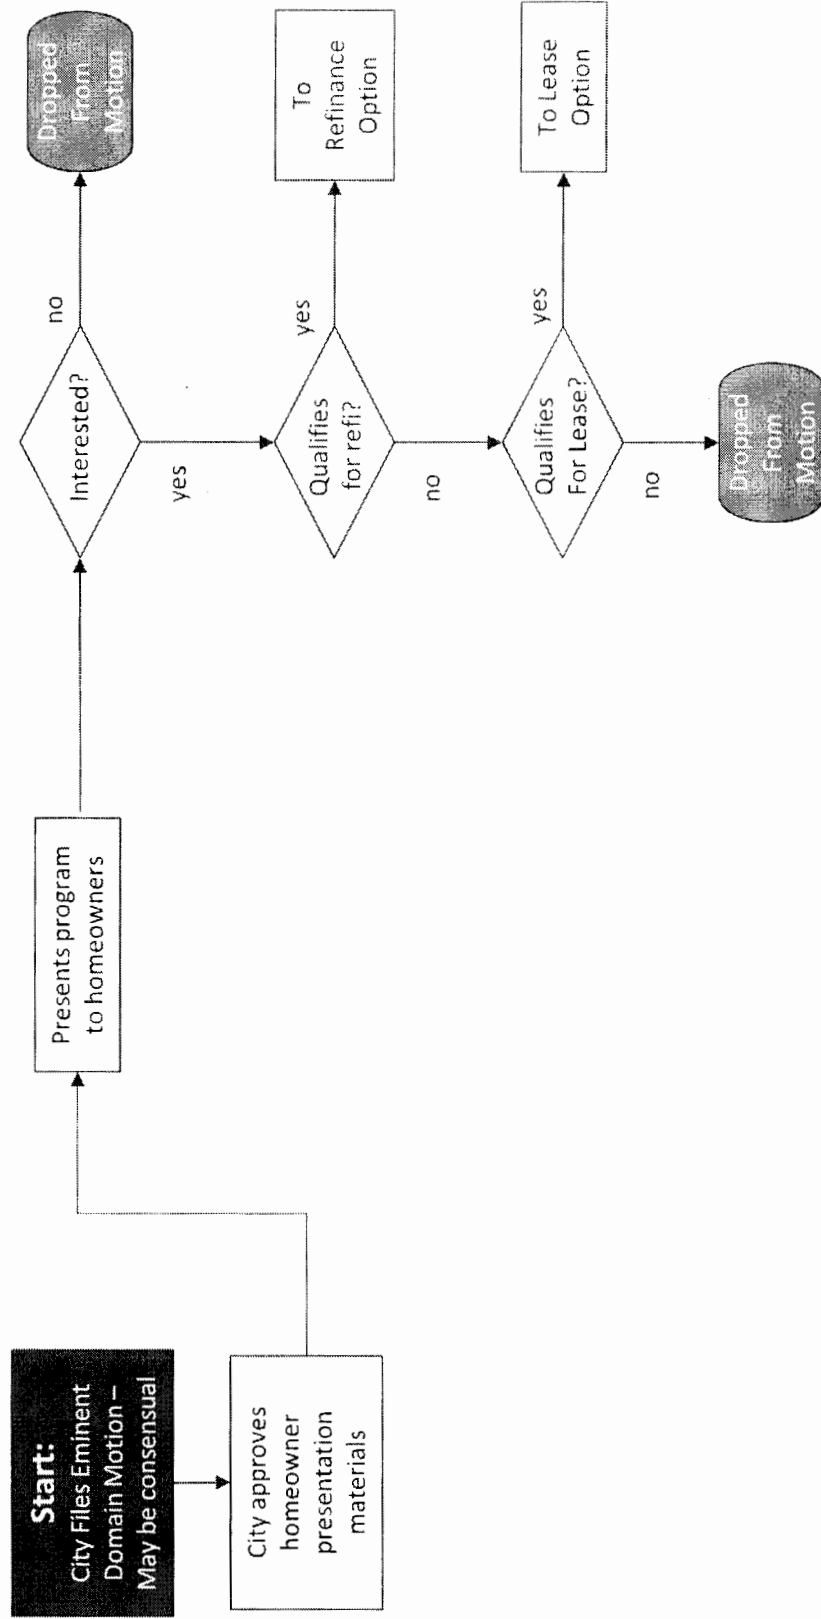 Start:
City Files Eminent
Domain Motion –
May be consensual
City approves
homeowner
presentation
materials
Presents program
to homeowners
Interested?
no
Dropped
From
Motion
yes
Qualifies
for refi?
yes
To
Refinance
Option
no
Qualifies
For Lease?
yes
To Lease
Option
no
Dropped
From
Motion